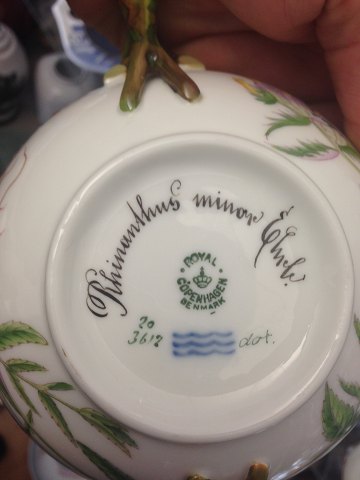 Rhinanthus minor Ehrh.
ROYAL
COPENHAGEN
DENMARK
20
3612
dot.